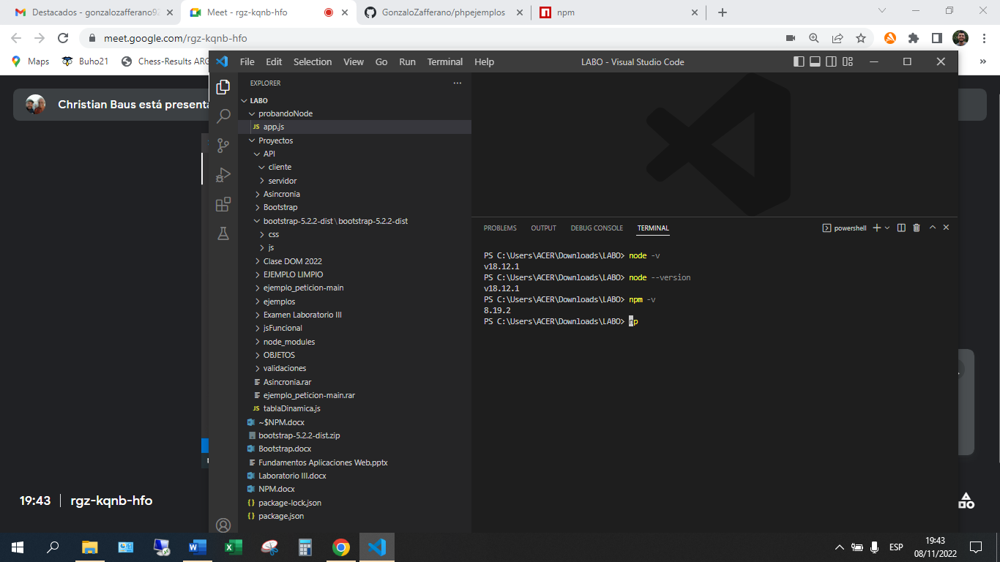 Destacados - gonzalozafferano92
Meet - rgz-kqnb-hfo
GonzaloZafferano/phpejemplos
npm
meet.google.com/rgz-kqnb-hfo
Maps
Buho21
Chess-Results ARG
»
File Edit Selection View Go Run Terminal Help
LABO - Visual Studio Code
Christian Baus está presenta
EXPLORER
LABO
probandoNode
JS app.js
Proyectos
API
cliente
servidor
Asincronia
Bootstrap
bootstrap-5.2.2-dist\bootstrap-5.2.2-dist
css
js
Clase DOM 2022
EJEMPLO LIMPIO
ejemplo_peticion-main
ejemplos
Examen Laboratorio III
jsFuncional
node_modules
OBJETOS
validaciones
Asincronia.rar
ejemplo_peticion-main.rar
JS tablaDinamica.js
~$NPM.docx
bootstrap-5.2.2-dist.zip
Bootstrap.docx
Fundamentos Aplicaciones Web.pptx
Laboratorio III.docx
NPM.docx
{} package-lock.json
{} package.json
PROBLEMS OUTPUT DEBUG CONSOLE TERMINAL
powershell
PS C:\Users\ACER\Downloads\LABO> node -v
v18.12.1
PS C:\Users\ACER\Downloads\LABO> node --version
v18.12.1
PS C:\Users\ACER\Downloads\LABO> npm -v
8.19.2
PS C:\Users\ACER\Downloads\LABO> np
19:43 | rgz-kqnb-hfo
ESP
19:43
08/11/2022